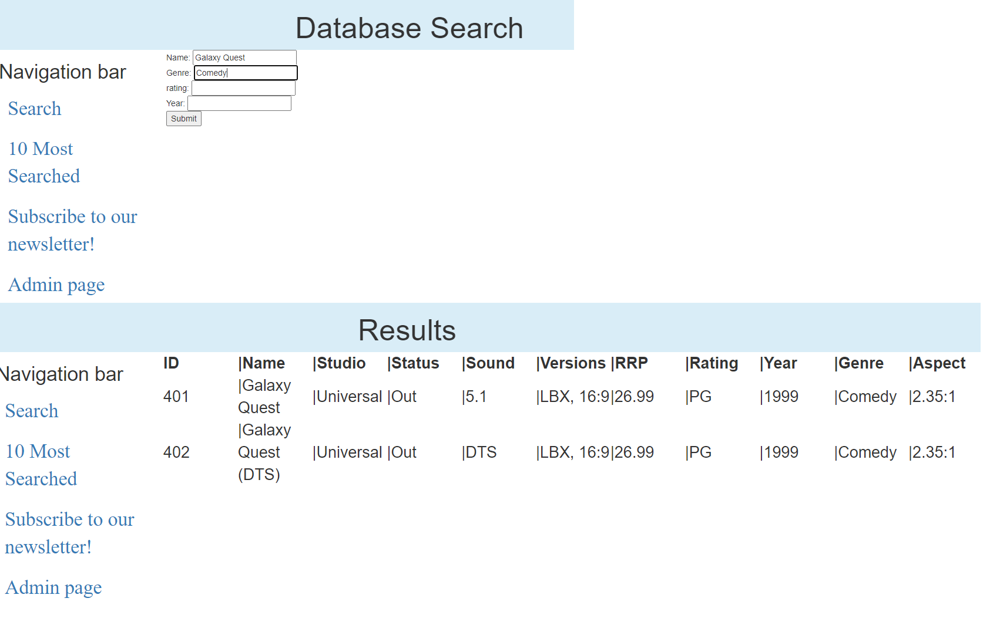 Database Search
Navigation bar
Search
10 Most
Searched
Subscribe to our
newsletter!
Admin page
Name: Galaxy Quest
Genre: Comedy
rating:
Year:
Submit
Results
Navigation bar
Search
10 Most
Searched
Subscribe to our
newsletter!
Admin page
ID |Name |Studio |Status |Sound |Versions |RRP |Rating |Year |Genre |Aspect
401 |Galaxy Quest |Universal |Out |5.1 |LBX, 16:9|26.99 |PG |1999 |Comedy |2.35:1
402 |Galaxy Quest (DTS) |Universal |Out |DTS |LBX, 16:9|26.99 |PG |1999 |Comedy |2.35:1